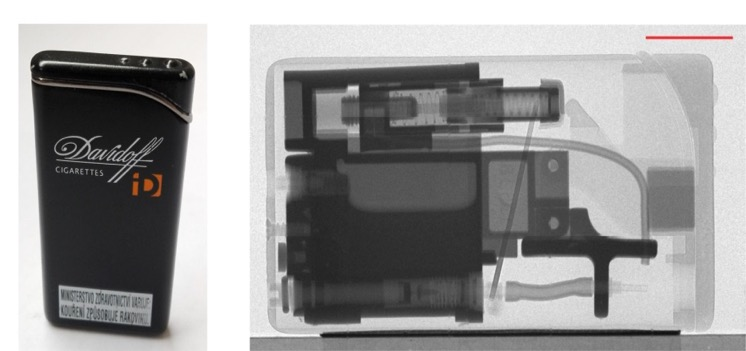 Davidoff
CIGARETTES
iD
MINISTERSTVO ZDRAVOTNICTVÍ VARUJE
KOUŘENÍ ZPŮSOBUJE RAKOVINU